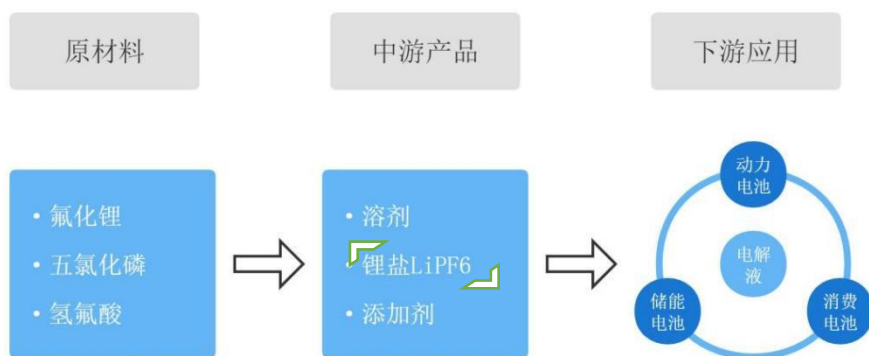 原材料
中游产品
下游应用
· 氟化锂
· 五氯化磷
· 氢氟酸
· 溶剂
· 锂盐LiPF6
· 添加剂
动力
电池
电解
液
储能
电池
消费
电池